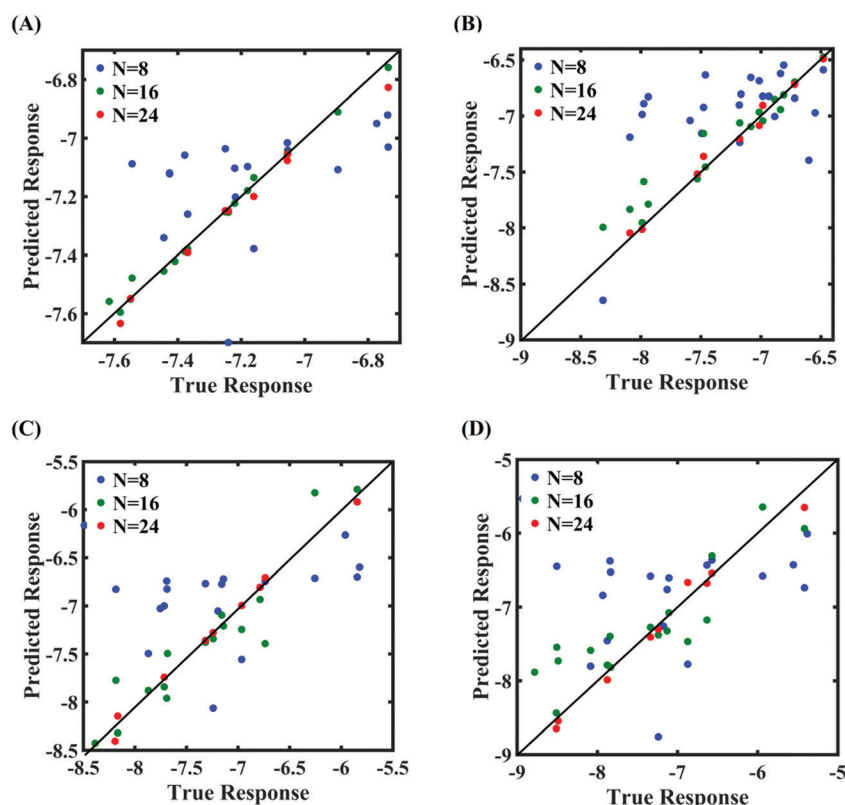 (A)
N=8
N=16
N=24
-6.8
-7
-7.2
-7.4
-7.6
Predicted Response
-7.6 -7.4 -7.2 -7 -6.8
True Response
(B)
N=8
N=16
N=24
-6.5
-7
-7.5
-8
-8.5
-9
Predicted Response
-9 -8.5 -8 -7.5 -7 -6.5
True Response
(C)
N=8
N=16
N=24
-5.5
-6
-6.5
-7
-7.5
-8
-8.5
Predicted Response
-8.5 -8 -7.5 -7 -6.5 -6 -5.5
True Response
(D)
N=8
N=16
N=24
-5
-6
-7
-8
-9
Predicted Response
-9 -8 -7 -6 -5
True Response